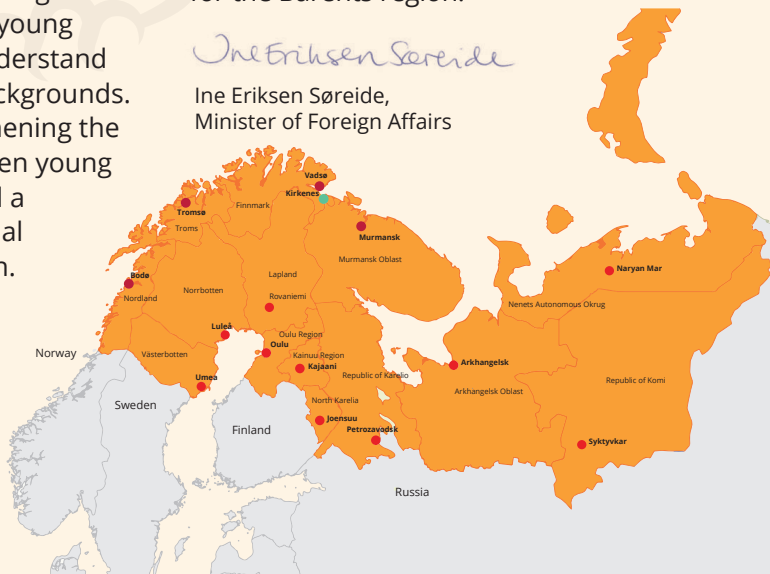 for the Barents region.
young
derstand
ckgrounds.
ening the
en young
a
al
n.
Ine Eriksen Søreide
Ine Eriksen Søreide,
Minister of Foreign Affairs
Vadsø
Kirkenes
Tromsø
Finnmark
Troms
Murmansk
Murmansk Oblast
Bodø
Nordland
Norrbotten
Lapland
Rovaniemi
Naryan Mar
Nenets Autonomous Okrug
Luleå
Oulu Region
Oulu
Norway
Västerbotten
Kainuu Region
Kajaani
Arkhangelsk
Umea
Republic of Karelio
Arkhangelsk Oblast
Republic of Komi
Sweden
North Karelia
Joensuu
Finland
Petrozavodsk
Syktyvkar
Russia